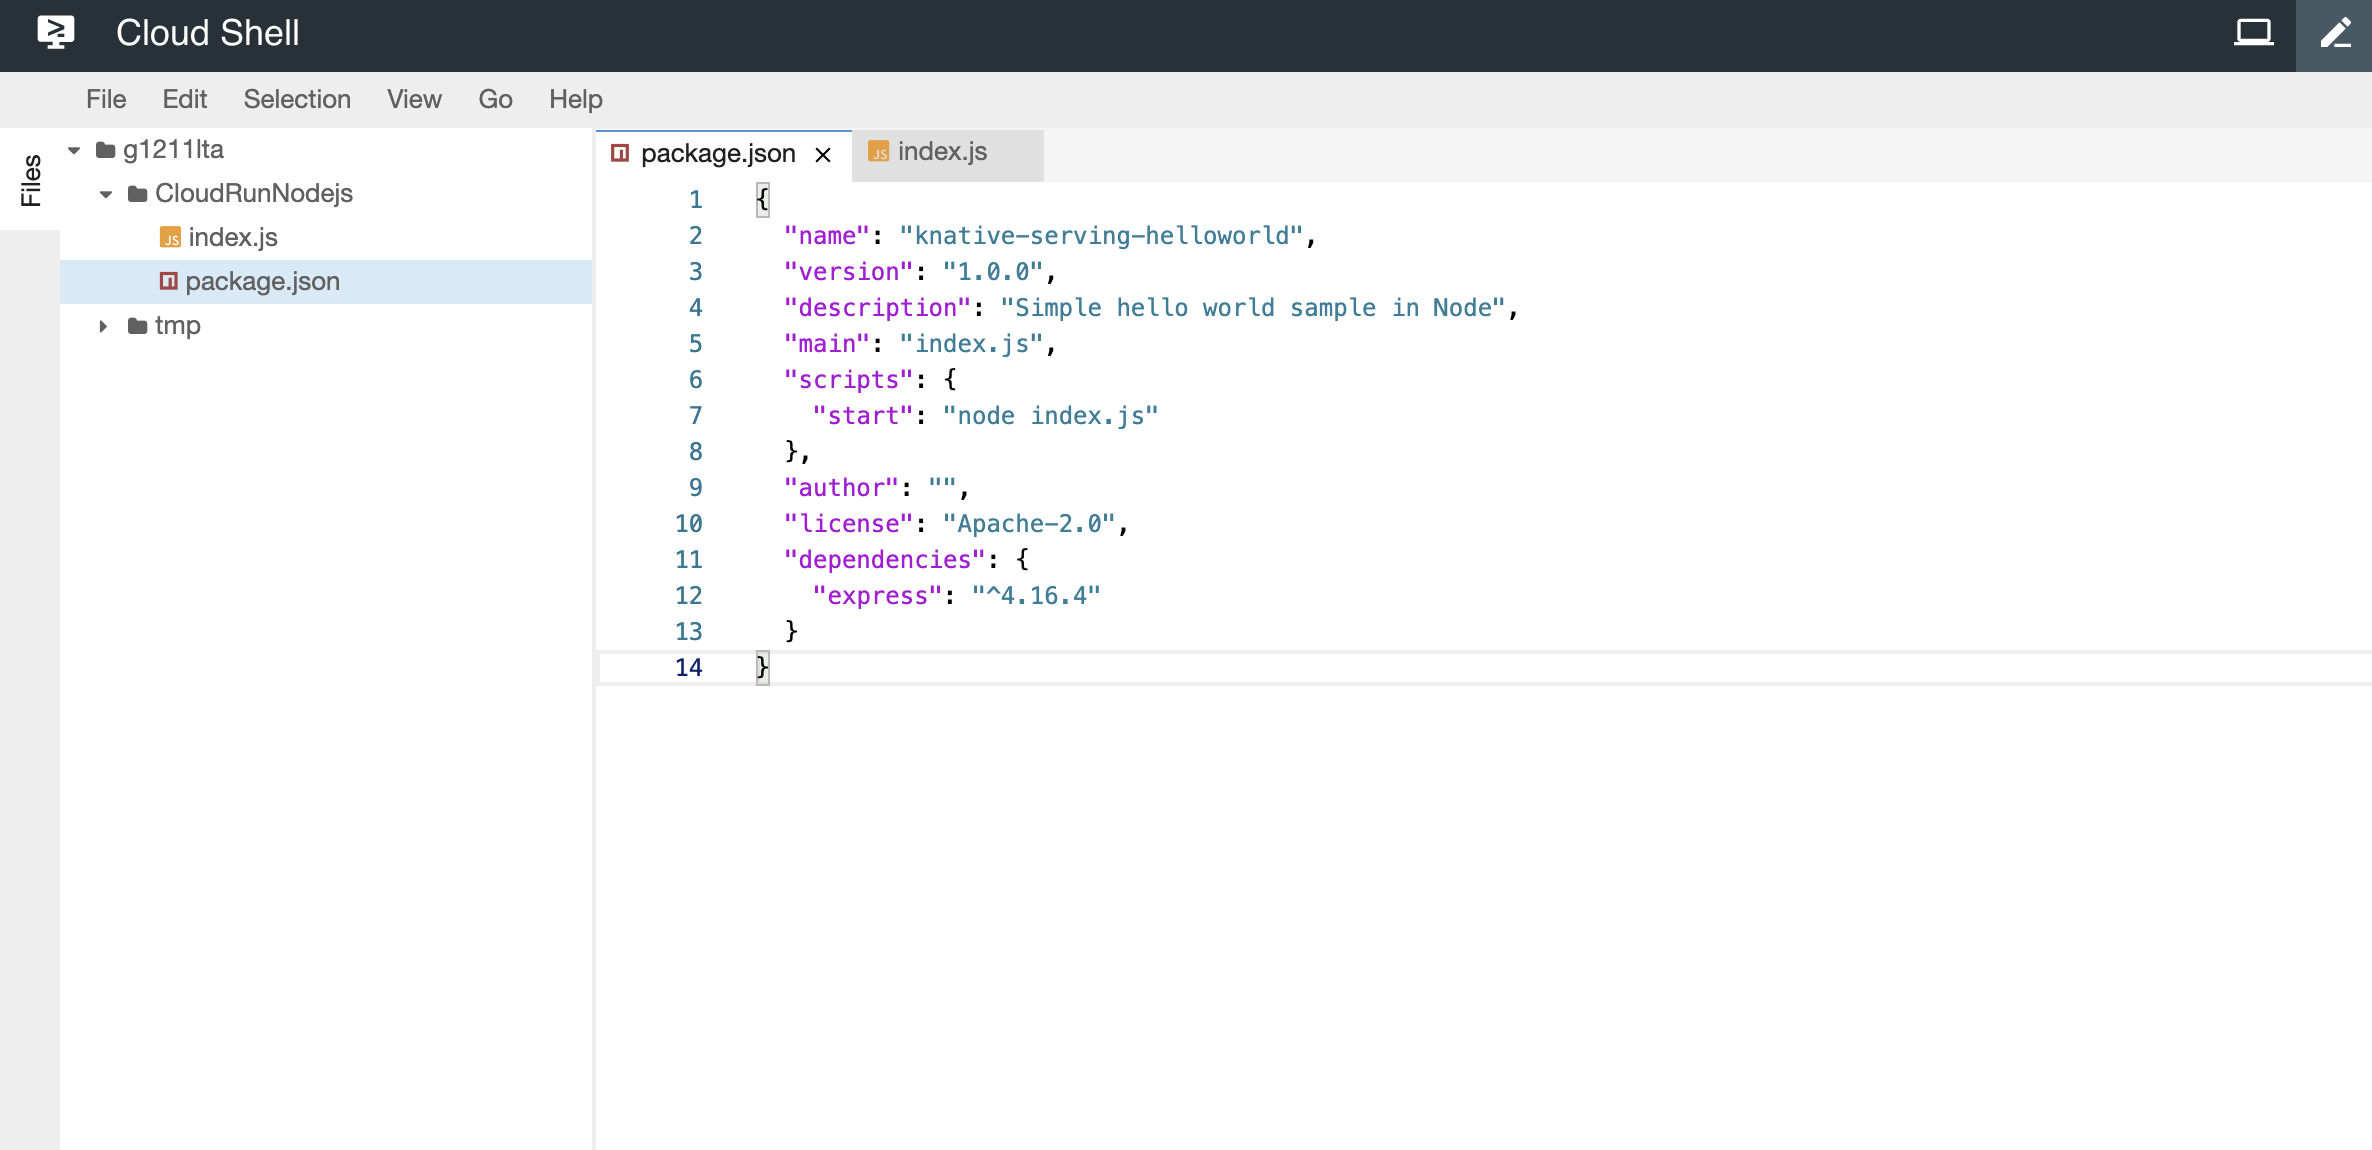 Cloud Shell
File Edit Selection View Go Help
Files
g1211lta
CloudRunNodejs
JS index.js
package.json
tmp
package.json
JS index.js
1 {
2   "name": "knative-serving-helloworld",
3   "version": "1.0.0",
4   "description": "Simple hello world sample in Node",
5   "main": "index.js",
6   "scripts": {
7     "start": "node index.js"
8   },
9   "author": "",
10   "license": "Apache-2.0",
11   "dependencies": {
12     "express": "^4.16.4"
13   }
14 }